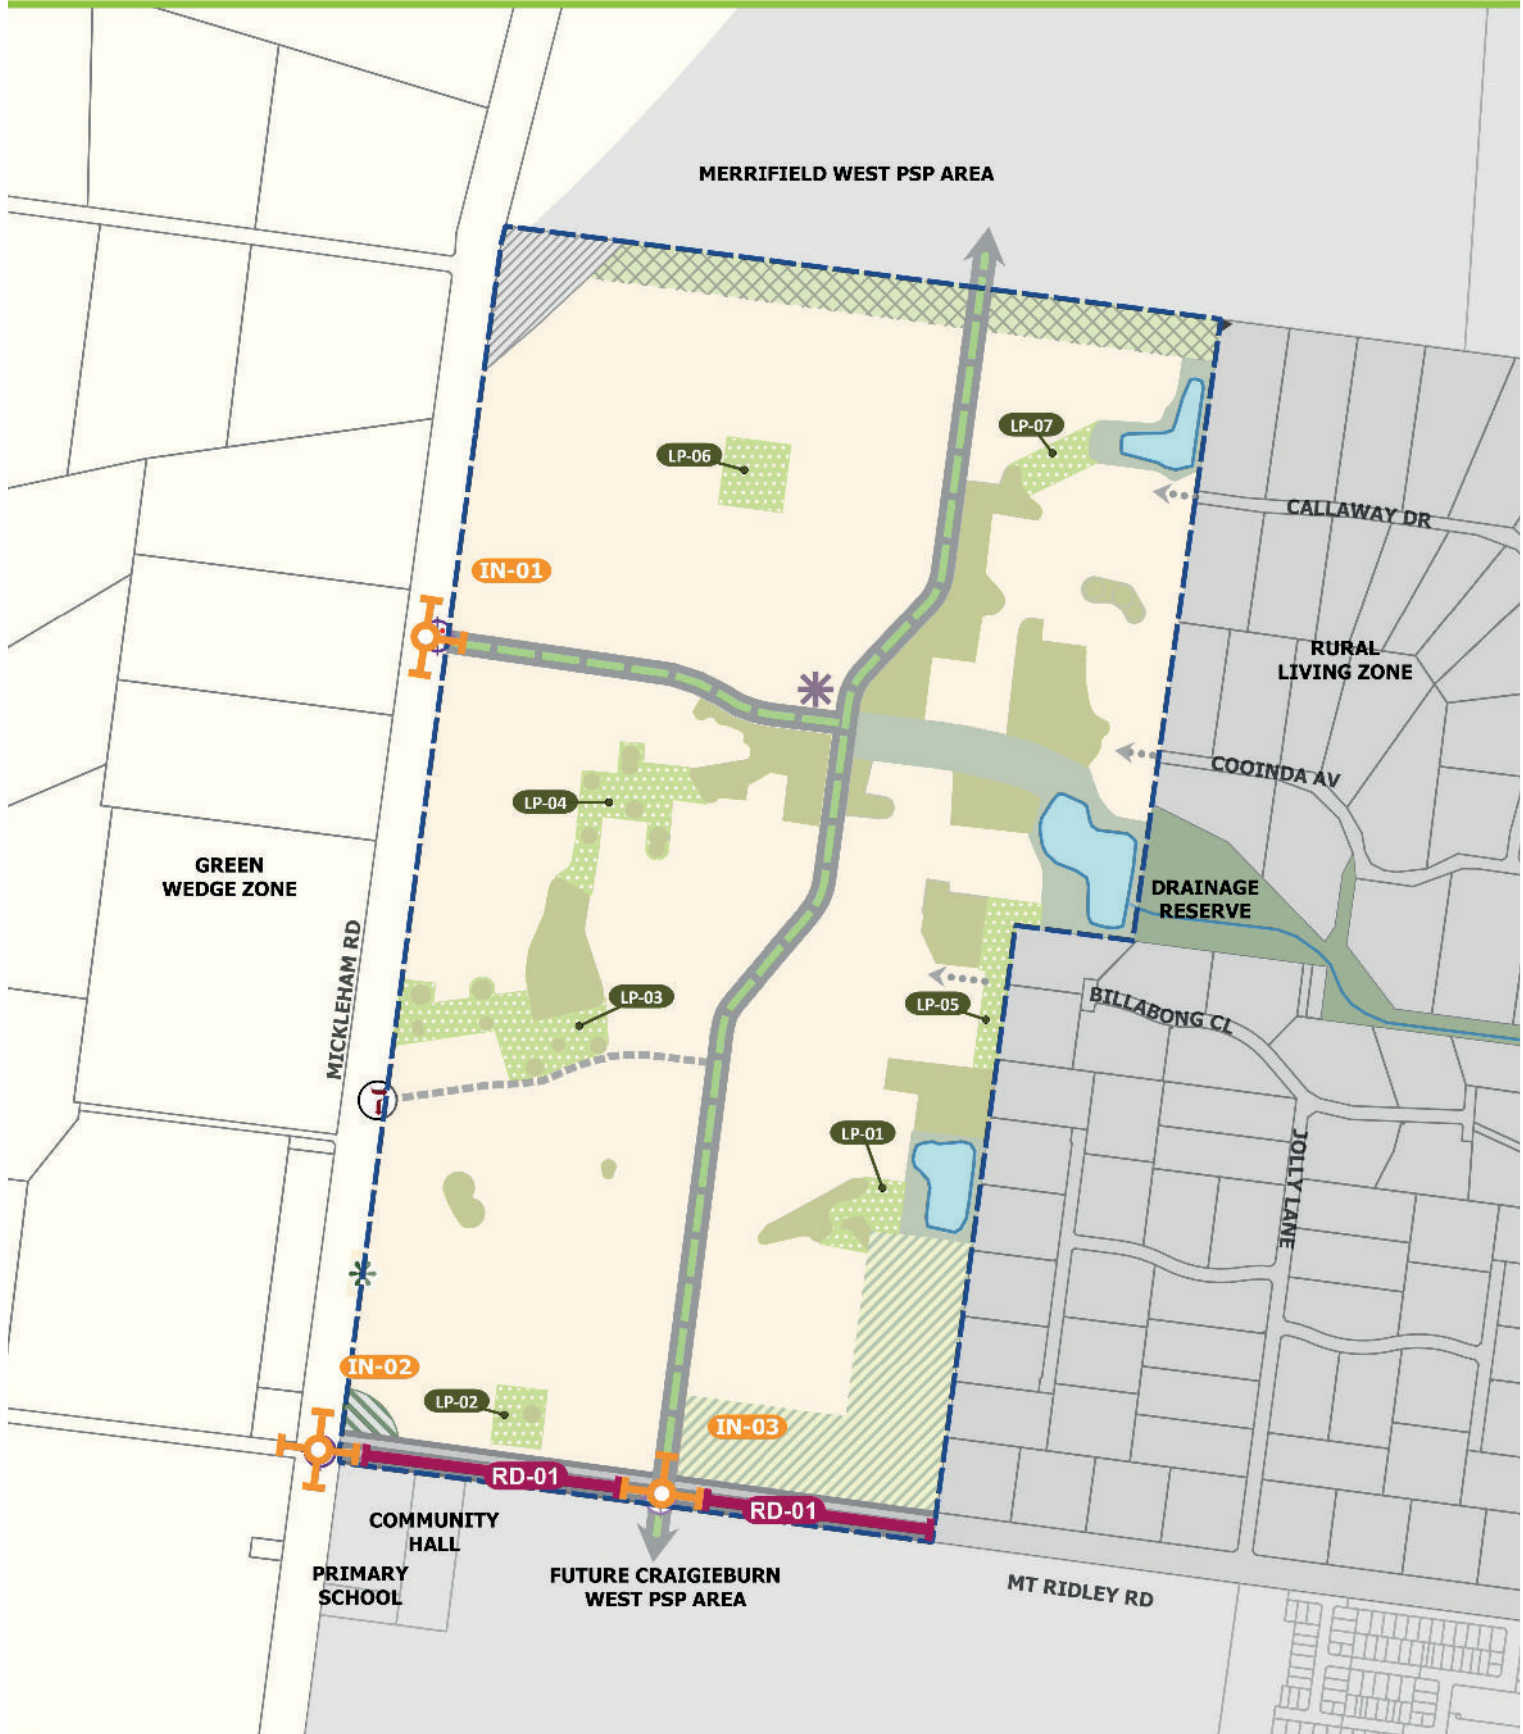 MERRIFIELD WEST PSP AREA
LP-07
LP-06
CALLAWAY DR
IN-01
RURAL
LIVING ZONE
COOINDA AV
LP-04
GREEN
WEDGE ZONE
DRAINAGE
RESERVE
MICKLEHAM RD
LP-03
LP-05
BILLABONG CL
LP-01
JOLLY LANE
IN-02
LP-02
IN-03
RD-01
RD-01
COMMUNITY
HALL
PRIMARY
SCHOOL
FUTURE CRAIGIEBURN
WEST PSP AREA
MT RIDLEY RD